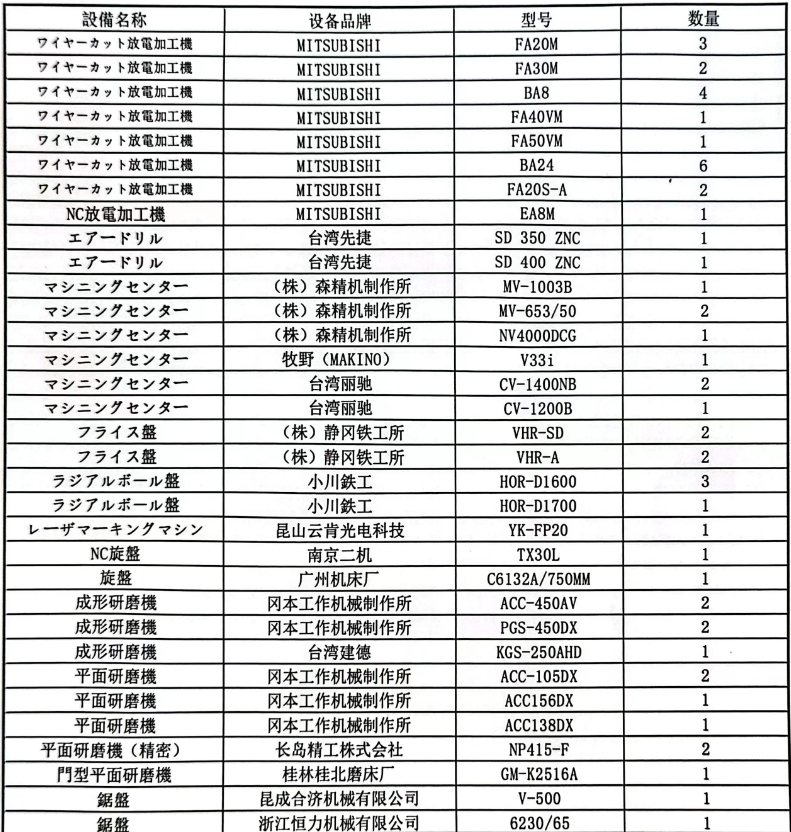 設備名称 设备品牌 型号 数量
ワイヤーカット放電加工機 MITSUBISHI FA20M 3
ワイヤーカット放電加工機 MITSUBISHI FA30M 2
ワイヤーカット放電加工機 MITSUBISHI BA8 4
ワイヤーカット放電加工機 MITSUBISHI FA40VM 1
ワイヤーカット放電加工機 MITSUBISHI FA50VM 1
ワイヤーカット放電加工機 MITSUBISHI BA24 6
ワイヤーカット放電加工機 MITSUBISHI FA20S-A 2
NC放電加工機 MITSUBISHI EA8M 1
エアードリル 台湾先捷 SD 350 ZNC 1
エアードリル 台湾先捷 SD 400 ZNC 1
マシニングセンター （株）森精机制作所 MV-1003B 1
マシニングセンター （株）森精机制作所 MV-653/50 2
マシニングセンター （株）森精机制作所 NV4000DCG 1
マシニングセンター 牧野（MAKINO） V33i 1
マシニングセンター 台湾丽驰 CV-1400NB 2
マシニングセンター 台湾丽驰 CV-1200B 1
フライス盤 （株）静冈铁工所 VHR-SD 2
フライス盤 （株）静冈铁工所 VHR-A 2
ラジアルボール盤 小川鉄工 HOR-D1600 3
ラジアルボール盤 小川鉄工 HOR-D1700 1
レーザマーキングマシン 昆山云肯光电科技 YK-FP20 1
NC旋盤 南京二机 TX30L 1
旋盤 广州机床厂 C6132A/750MM 1
成形研磨機 冈本工作机械制作所 ACC-450AV 2
成形研磨機 冈本工作机械制作所 PGS-450DX 2
成形研磨機 台湾建德 KGS-250AHD 1
平面研磨機 冈本工作机械制作所 ACC-105DX 2
平面研磨機 冈本工作机械制作所 ACC156DX 1
平面研磨機 冈本工作机械制作所 ACC138DX 1
平面研磨機（精密） 长岛精工株式会社 NP415-F 2
門型平面研磨機 桂林桂北磨床厂 GM-K2516A 1
鋸盤 昆成合济机械有限公司 V-500 1
鋸盤 浙江恒力机械有限公司 6230/65 1